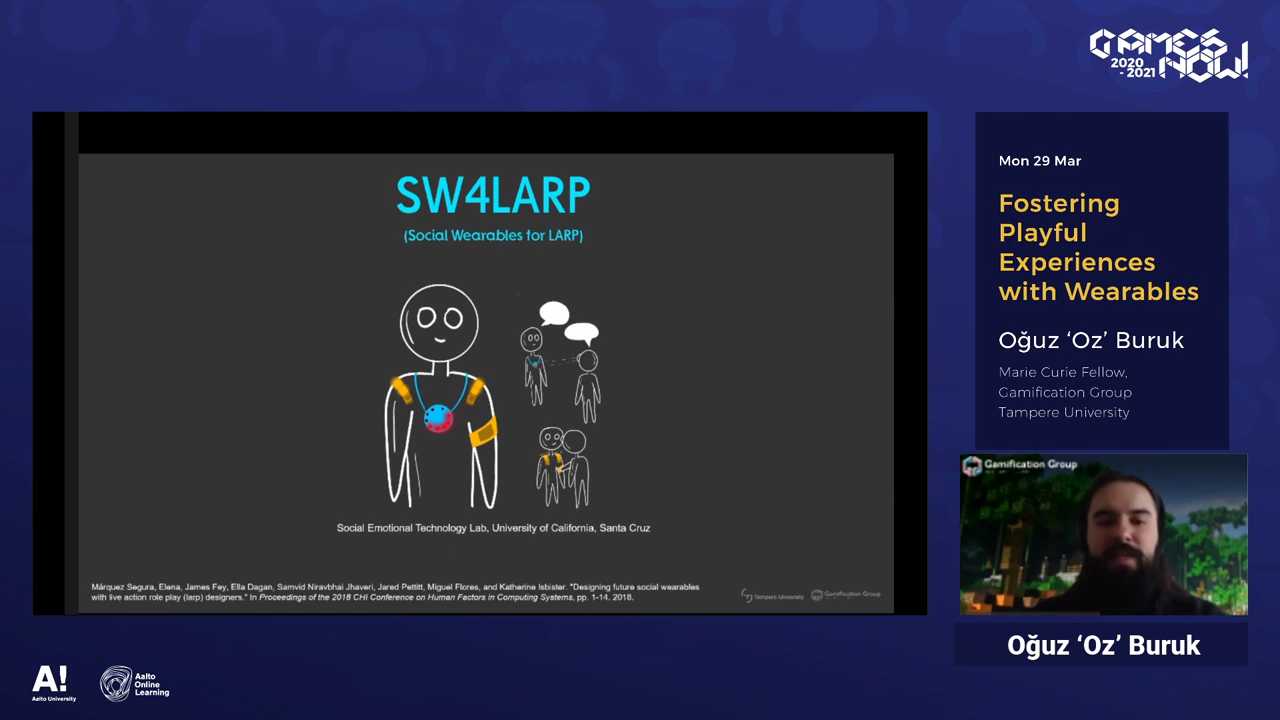 GAMES
NOW!
2020
- 2021
SW4LARP
(Social Wearables for LARP)
Social Emotional Technology Lab, University of California, Santa Cruz
Márquez Segura, Elena, James Fey, Ella Dagan, Samvid Niravbhai Jhaveri, Jared Pettitt, Miguel Flores, and Katherine Isbister. "Designing future social wearables
with live action role play (larp) designers." In Proceedings of the 2018 CHI Conference on Human Factors in Computing Systems, pp. 1-14. 2018.
Tampere University
Gamification Group
Mon 29 Mar
Fostering
Playful
Experiences
with Wearables
Oğuz ‘Oz’ Buruk
Marie Curie Fellow,
Gamification Group
Tampere University
Gamification Group
Oğuz ‘Oz’ Buruk
A!
Aalto University
Aalto
Online
Learning